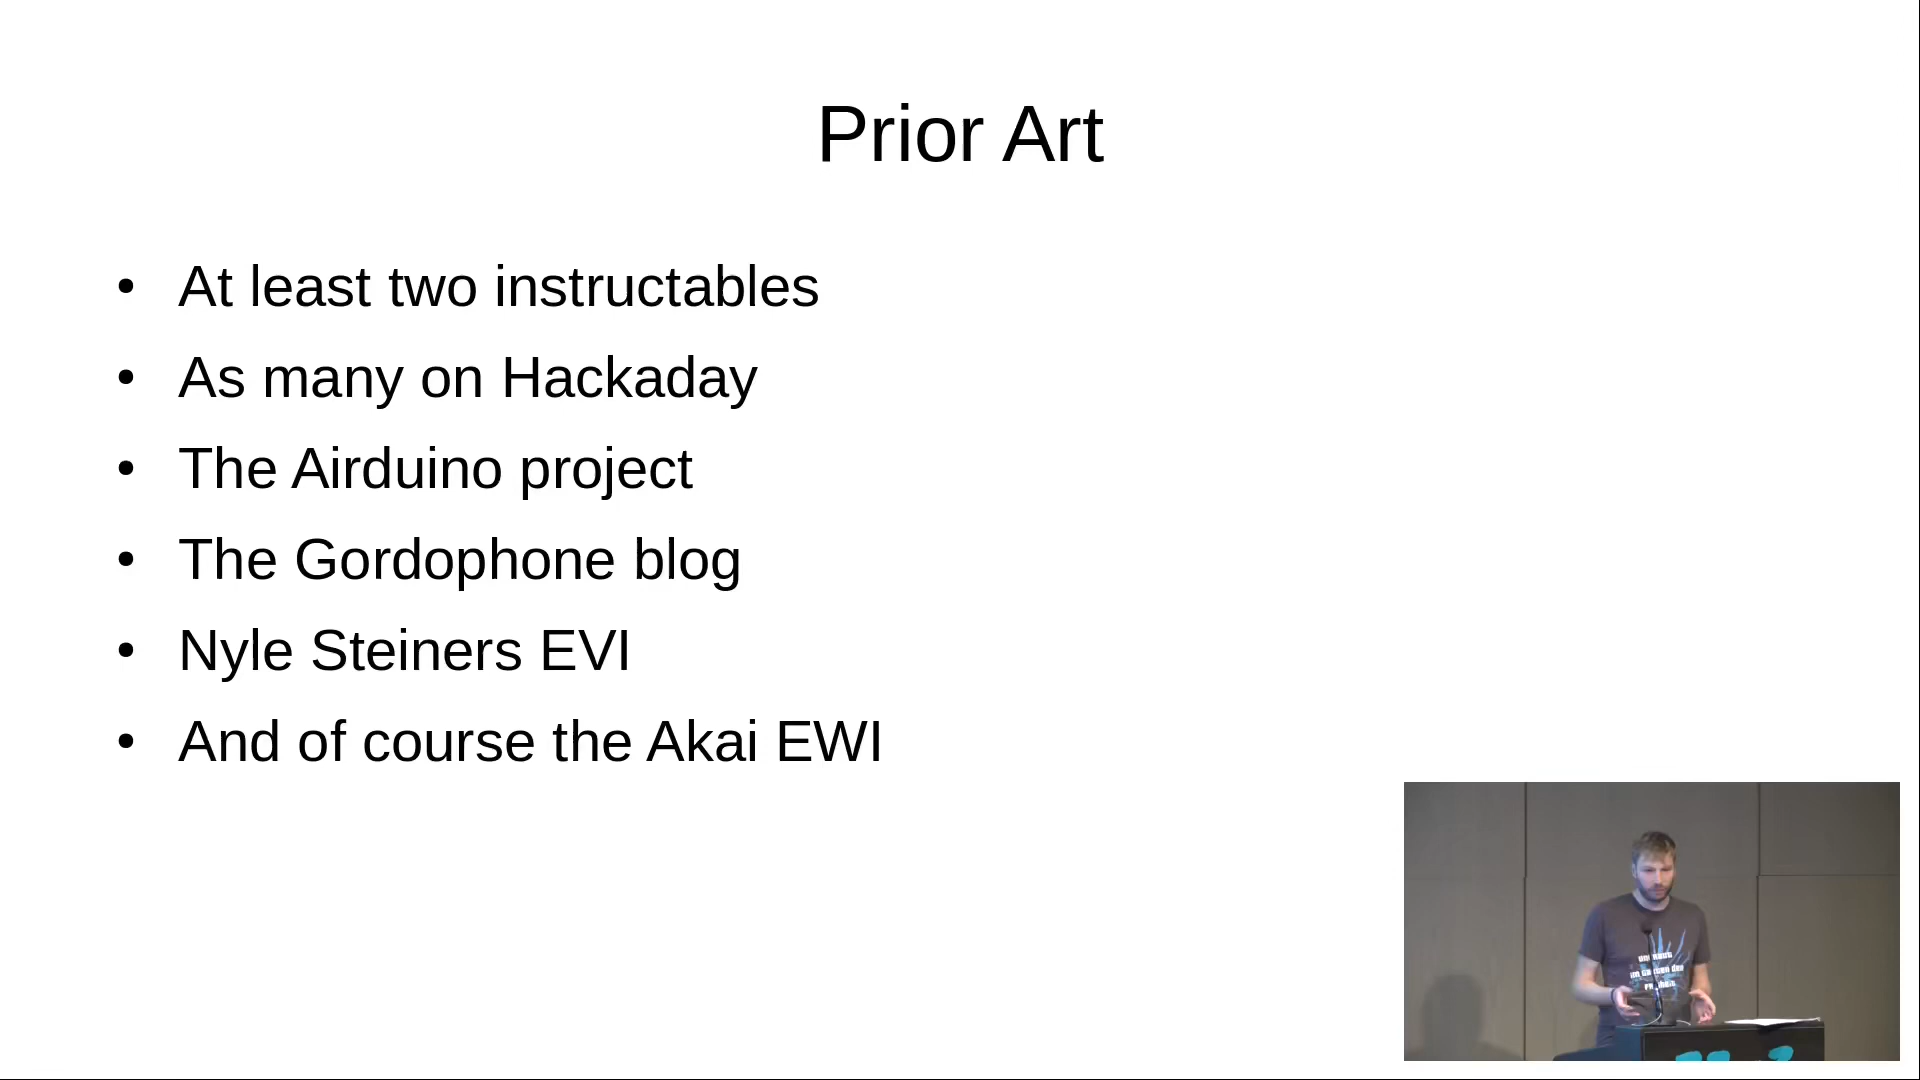 Prior Art
• At least two instructables
• As many on Hackaday
• The Airduino project
• The Gordophone blog
• Nyle Steiners EVI
• And of course the Akai EWI